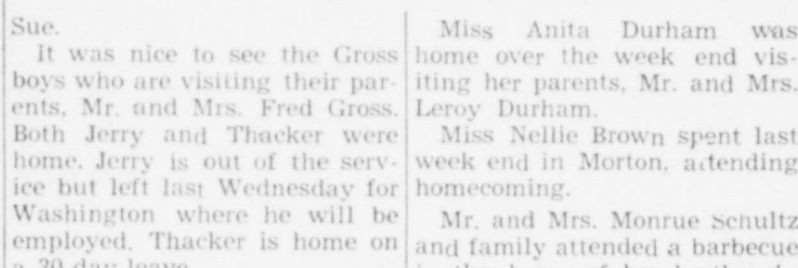 Sue.
It was nice to see the Gross
boys who are visiting their par-
ents, Mr. and Mrs. Fred Gross.
Both Jerry and Thacker were
home. Jerry is out of the serv-
ice but left last Wednesday for
Washington where he will be
employed. Thacker is home on
a 30 day leave
Miss Anita Durham was
home over the week end vis-
iting her parents, Mr. and Mrs.
Leroy Durham.
Miss Nellie Brown spent last
week end in Morton, attending
homecoming.
Mr. and Mrs. Monrue Schultz
and family attended a barbecue